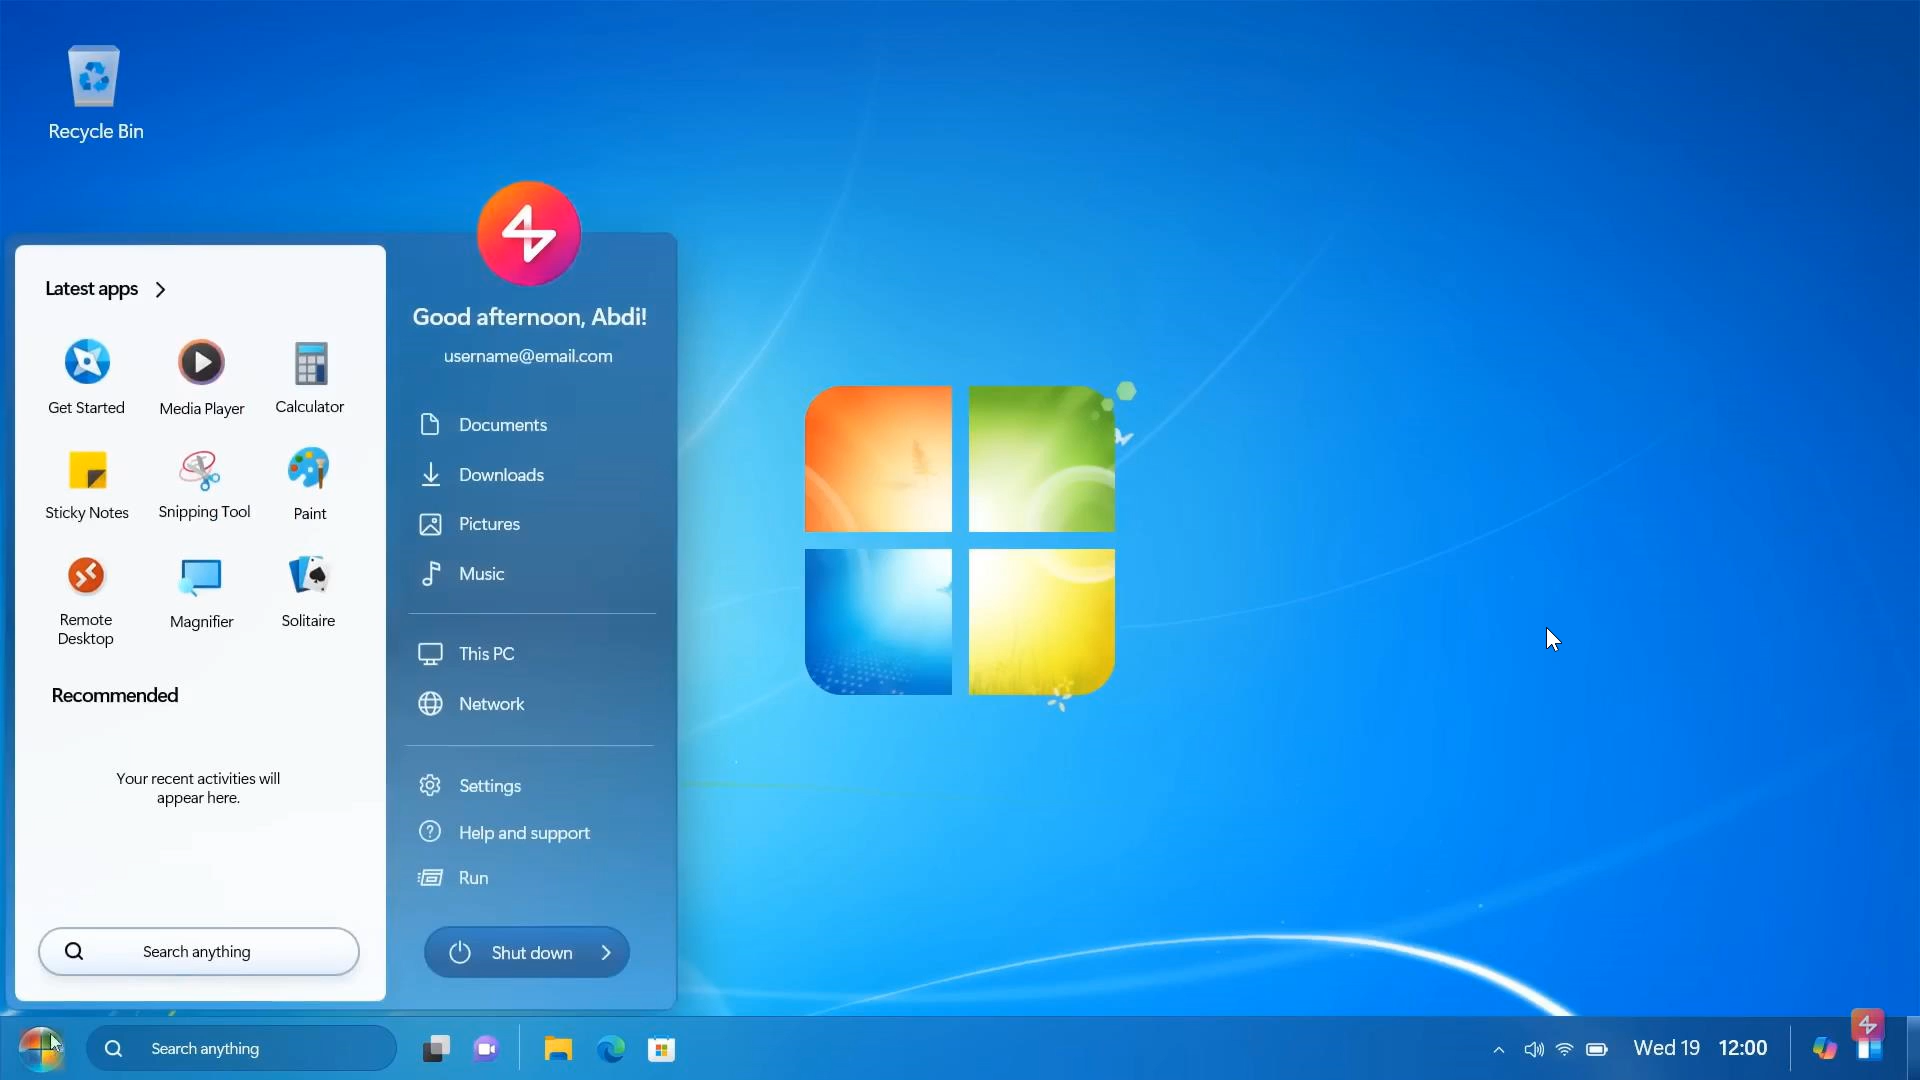 Recycle Bin
Latest apps
Get Started
Media Player
Calculator
Sticky Notes
Snipping Tool
Paint
Remote
Desktop
Magnifier
Solitaire
Recommended
Your recent activities will
appear here.
Search anything
Good afternoon, Abdi!
username@email.com
Documents
Downloads
Pictures
Music
This PC
Network
Settings
Help and support
Run
Shut down
Search anything
Wed 19 12:00